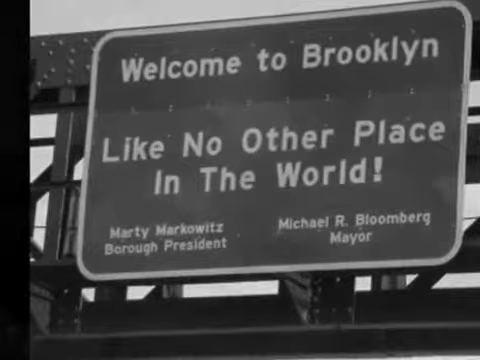 Welcome to Brooklyn
Like No Other Place
In The World!
Marty Markowitz
Borough President
Michael R. Bloomberg
Mayor